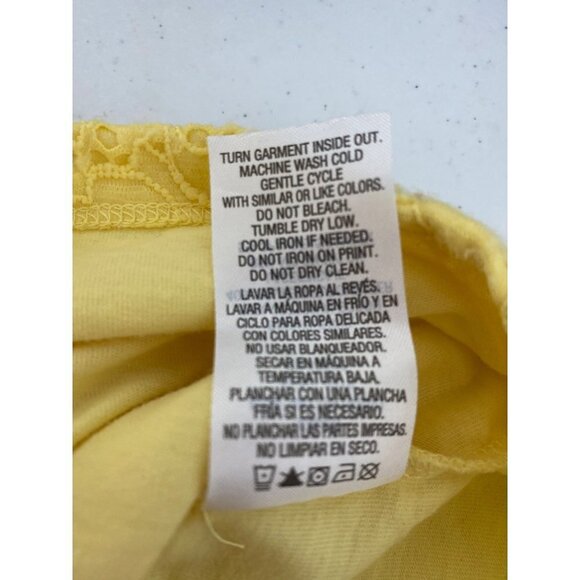 TURN GARMENT INSIDE OUT.
MACHINE WASH COLD
GENTLE CYCLE
WITH SIMILAR OR LIKE COLORS.
DO NOT BLEACH.
TUMBLE DRY LOW.
COOL IRON IF NEEDED.
DO NOT IRON ON PRINT.
DO NOT DRY CLEAN.
LAVAR LA ROPA AL REVÉS.
LAVAR A MÁQUINA EN FRÍO Y EN
CICLO PARA ROPA DELICADA
CON COLORES SIMILARES.
NO USAR BLANQUEADOR.
SECAR EN MÁQUINA A
TEMPERATURA BAJA.
PLANCHAR CON UNA PLANCHA
FRÍA SI ES NECESARIO.
NO PLANCHAR LAS PARTES IMPRESAS.
NO LIMPIAR EN SECO.